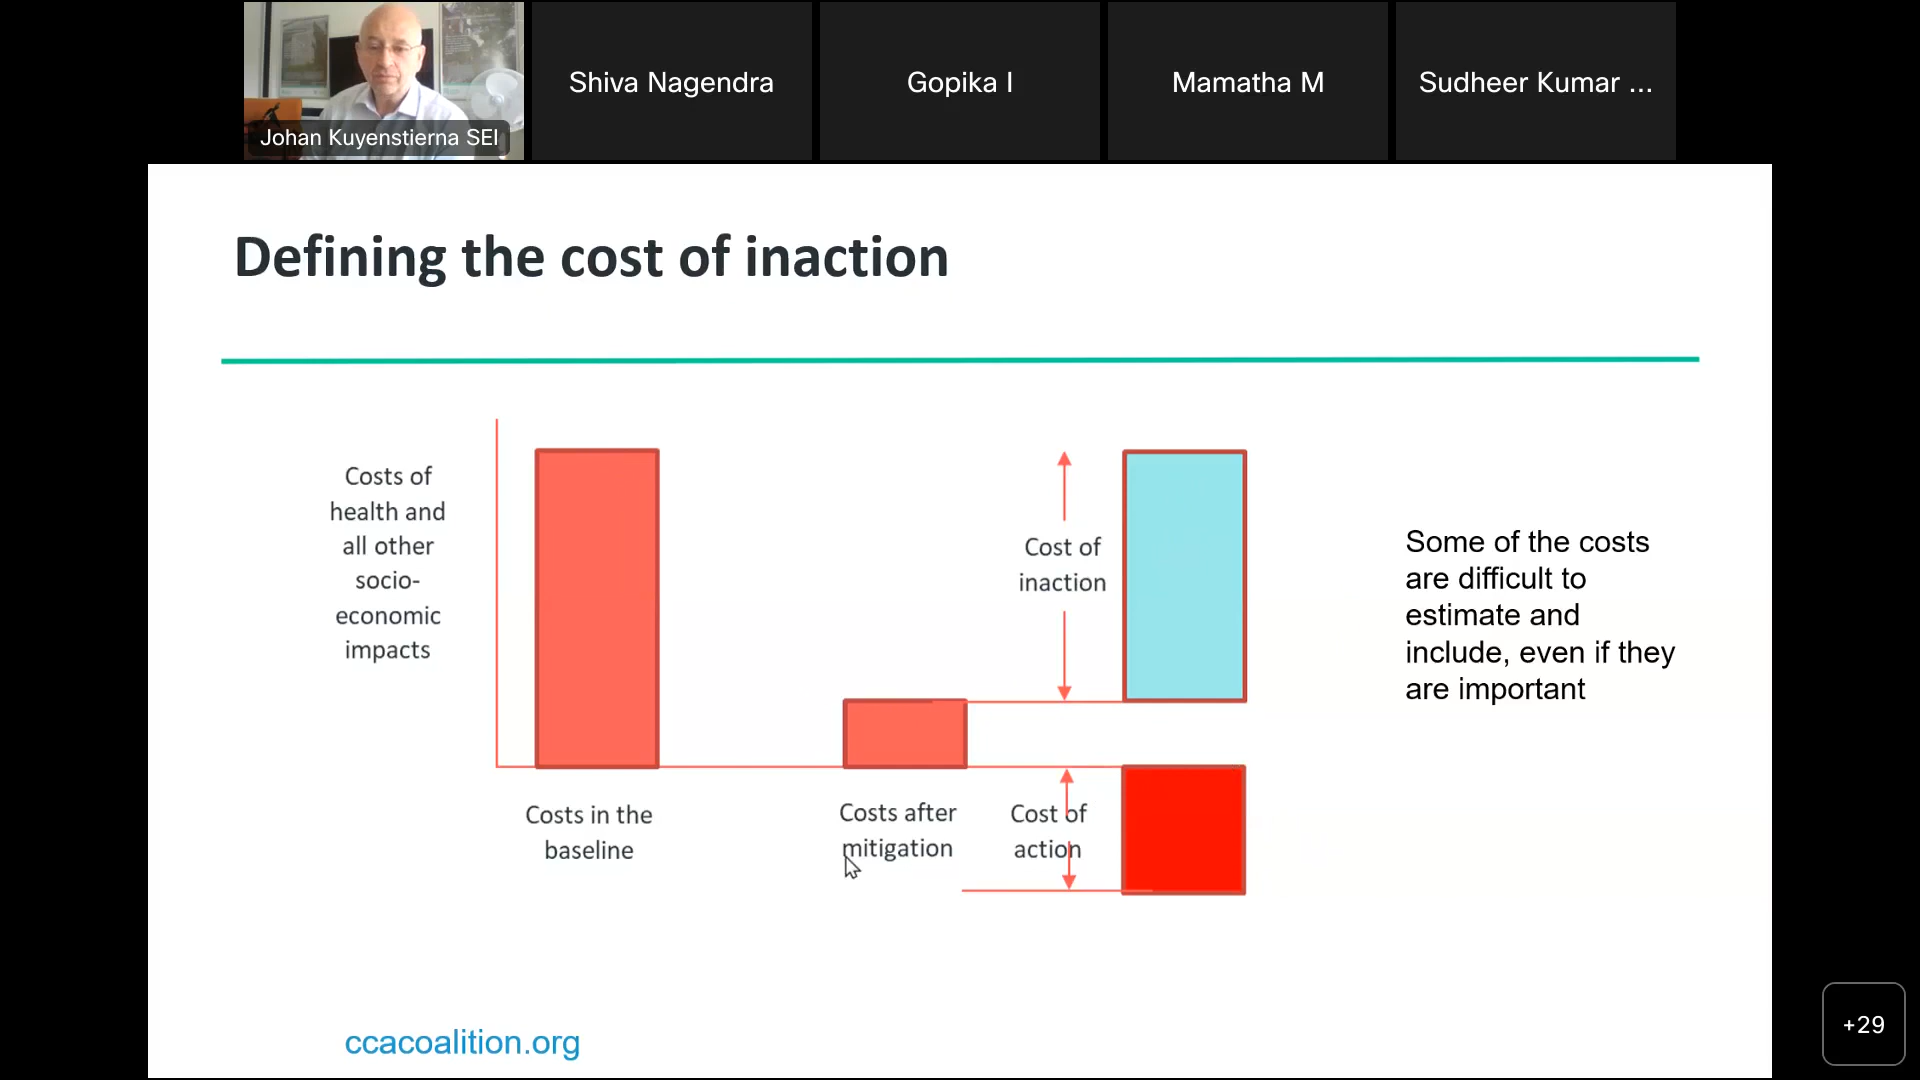 Johan Kuyenstierna SEI
Shiva Nagendra
Gopika I
Mamatha M
Sudheer Kumar ...
Defining the cost of inaction
Costs of
health and
all other
socio-
economic
impacts
Cost of
inaction
Some of the costs
are difficult to
estimate and
include, even if they
are important
Costs in the
baseline
Costs after
mitigation
Cost of
action
ccacoalition.org
+29